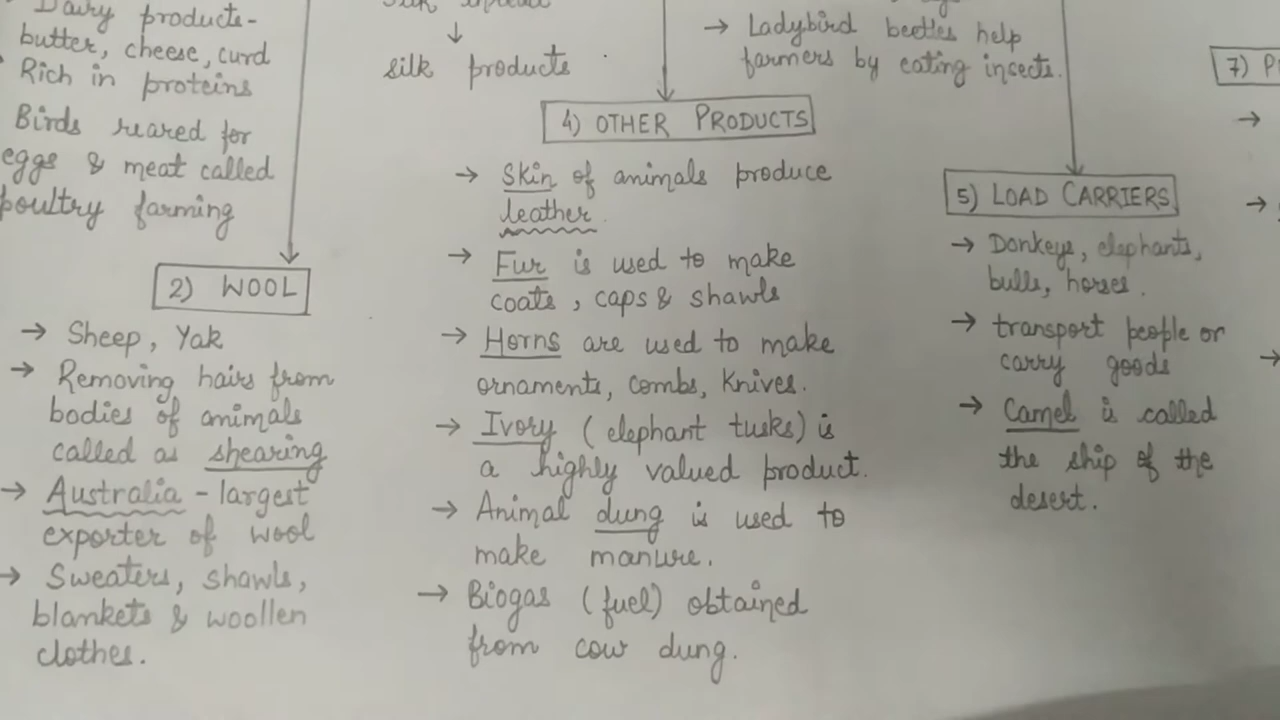 Dairy products-
butter, cheese, curd
Rich in proteins
Birds reared for
eggs & meat called
poultry farming
2) WOOL
→ Sheep, Yak
→ Removing hairs from
bodies of animals
called as shearing
→ Australia - largest
exporter of wool
→ Sweaters, shawls,
blankets & woollen
clothes.
↓
silk products
4) OTHER PRODUCTS
→ Skin of animals produce
leather.
→ Fur is used to make
coats, caps & shawls
→ Horns are used to make
ornaments, combs, Knives.
→ Ivory (elephant tusks) is
a highly valued product.
→ Animal dung is used to
make manure.
→ Biogas (fuel) obtained
from cow dung.
→ Ladybird beetles help
farmers by eating insects.
5) LOAD CARRIERS
→ Donkeys, elephants,
bulls, horses.
→ transport people or
carry goods
→ Camel is called
the ship of the
desert.
7)
→
→
→